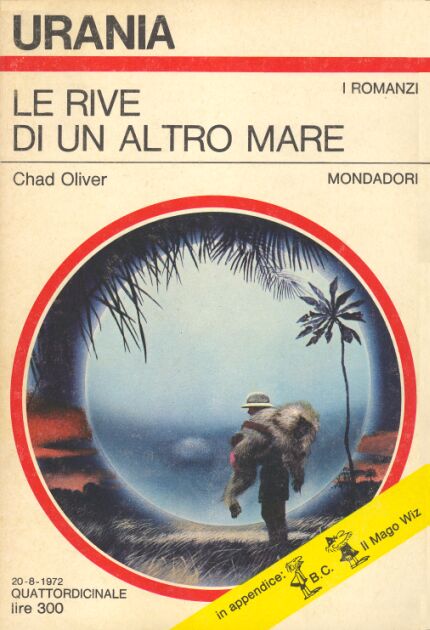 URANIA
I ROMANZI
LE RIVE
DI UN ALTRO MARE
Chad Oliver
MONDADORI
20-8-1972
QUATTORDICINALE
lire 300
in appendice: B.C. Il Mago Wiz